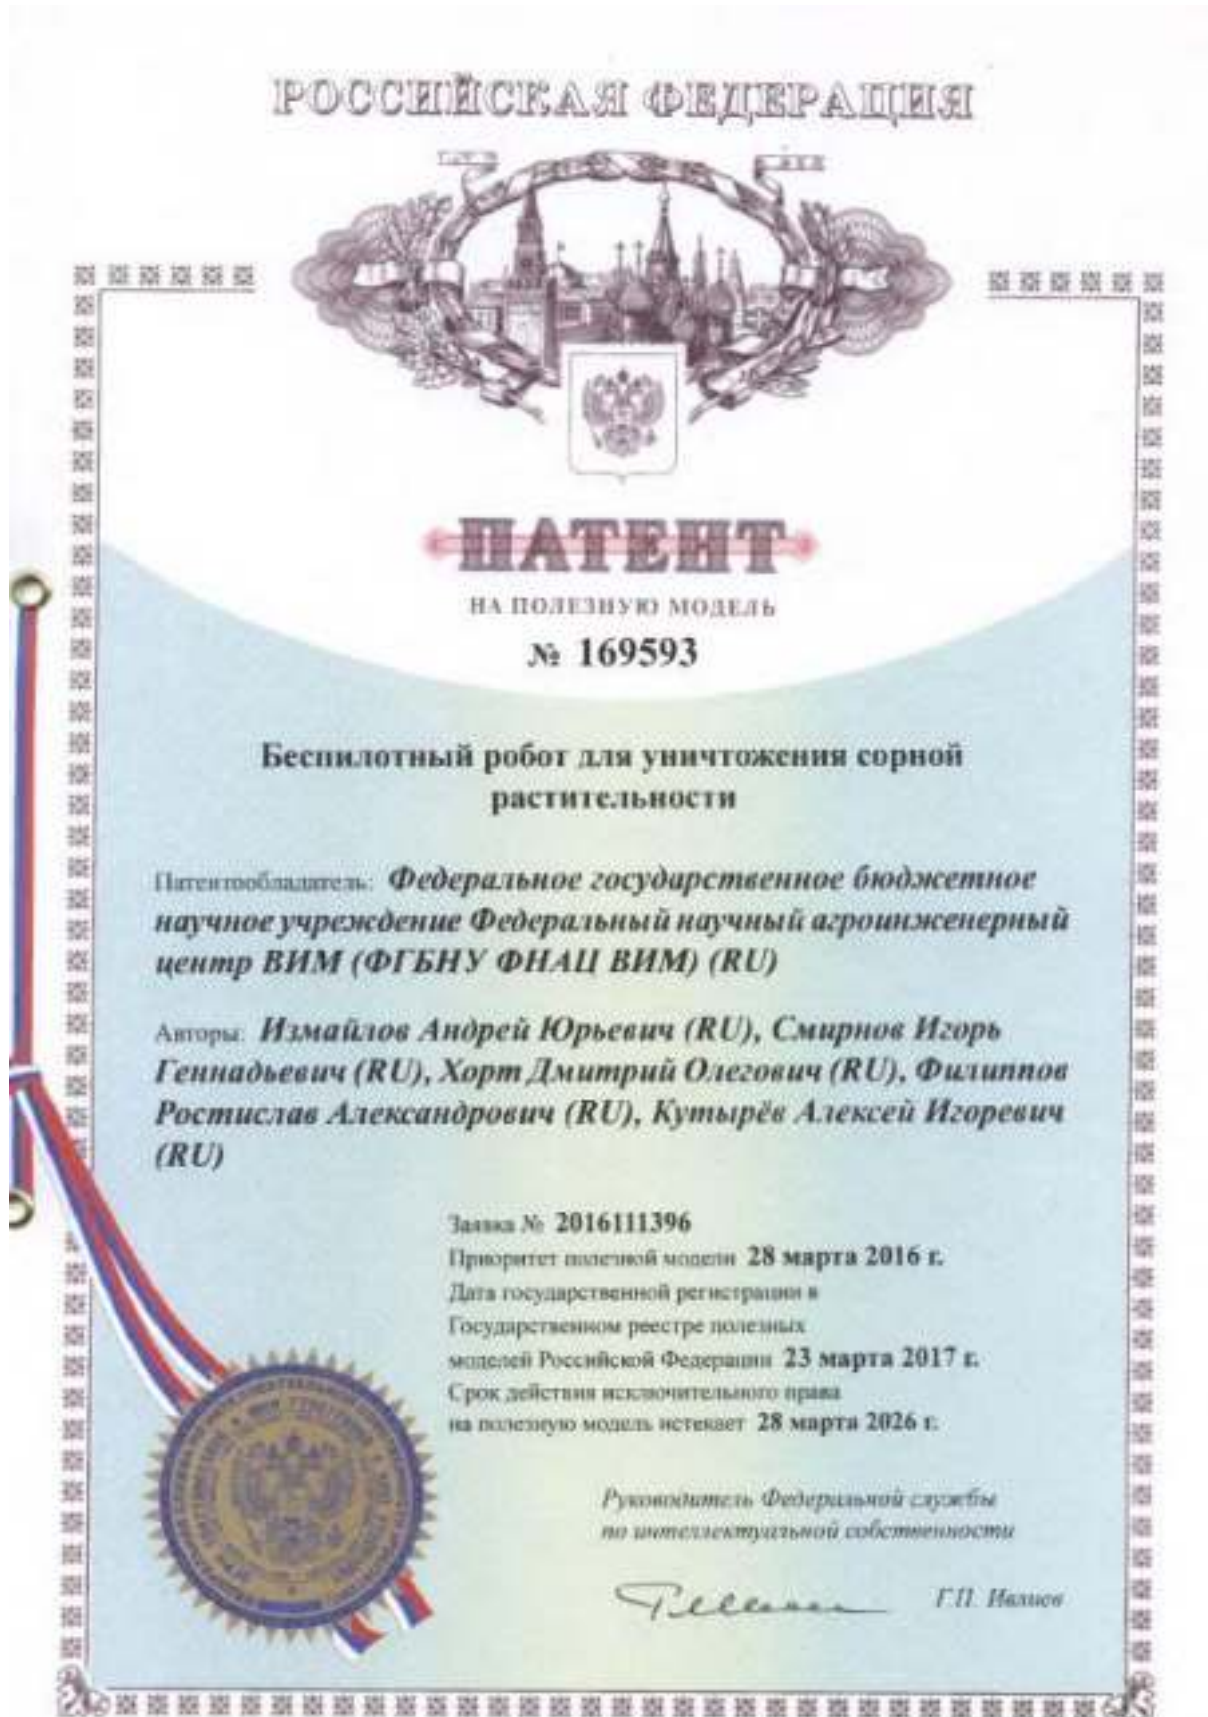 РОССИЙСКАЯ ФЕДЕРАЦИЯ
ПАТЕНТ
НА ПОЛЕЗНУЮ МОДЕЛЬ
№ 169593
Беспилотный робот для уничтожения сорной
растительности
Патентообладатель: Федеральное государственное бюджетное
научное учреждение Федеральный научный агроинженерный
центр ВИМ (ФГБНУ ФНАЦ ВИМ) (RU)
Авторы: Измайлов Андрей Юрьевич (RU), Смирнов Игорь
Геннадьевич (RU), Хорт Дмитрий Олегович (RU), Филиппов
Ростислав Александрович (RU), Кутырёв Алексей Игоревич
(RU)
Заявка № 2016111396
Приоритет полезной модели 28 марта 2016 г.
Дата государственной регистрации в
Государственном реестре полезных
моделей Российской Федерации 23 марта 2017 г.
Срок действия исключительного права
на полезную модель истекает 28 марта 2026 г.
Руководитель Федеральной службы
по интеллектуальной собственности
Г.П. Ивлиев